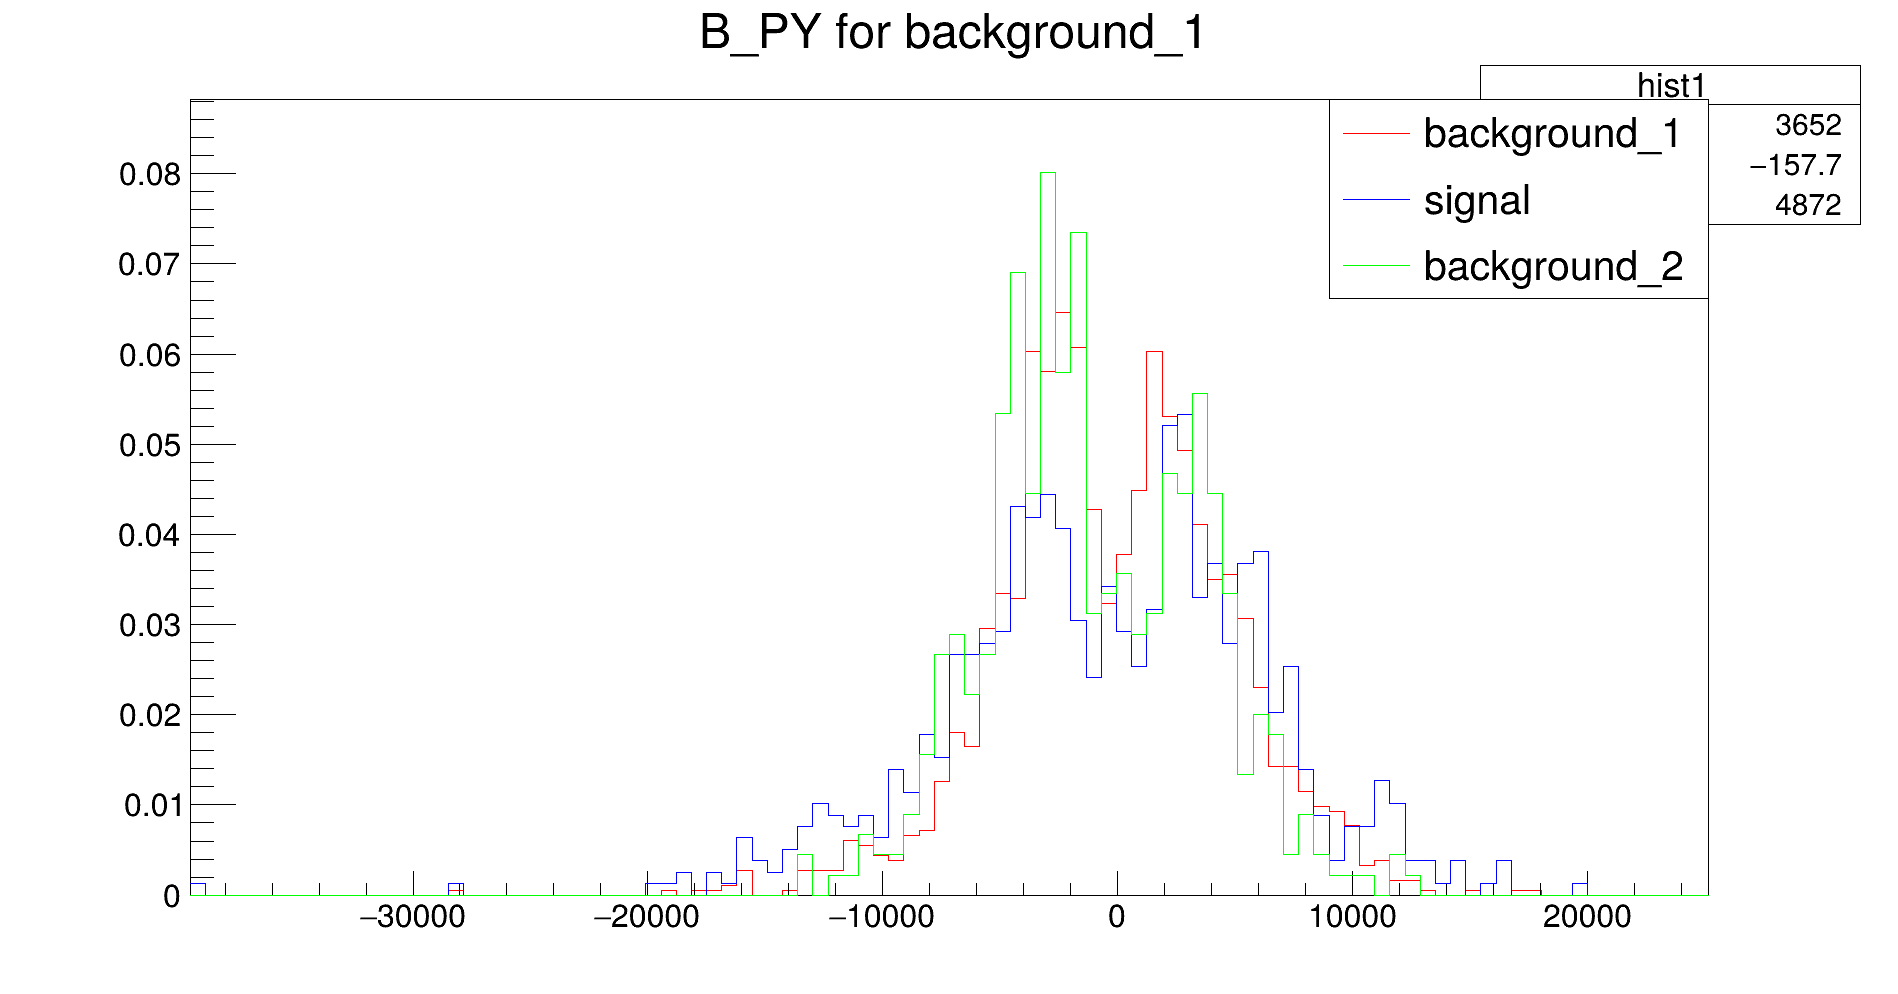 B_PY for background_1
hist1
3652
−157.7
4872
background_1
signal
background_2
0.08
0.07
0.06
0.05
0.04
0.03
0.02
0.01
0
−30000 −20000 −10000 0 10000 20000